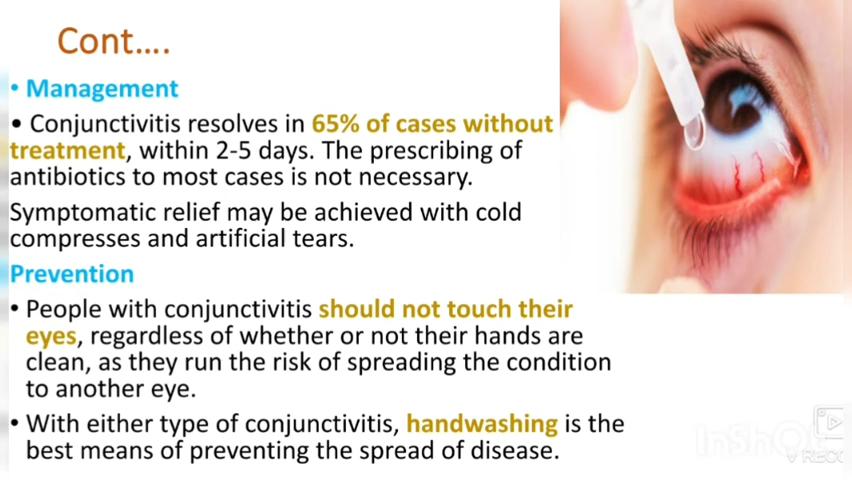 Cont....
• Management
• Conjunctivitis resolves in 65% of cases without
treatment, within 2-5 days. The prescribing of
antibiotics to most cases is not necessary.
Symptomatic relief may be achieved with cold
compresses and artificial tears.
Prevention
• People with conjunctivitis should not touch their
eyes, regardless of whether or not their hands are
clean, as they run the risk of spreading the condition
to another eye.
• With either type of conjunctivitis, handwashing is the
best means of preventing the spread of disease.
InShOt